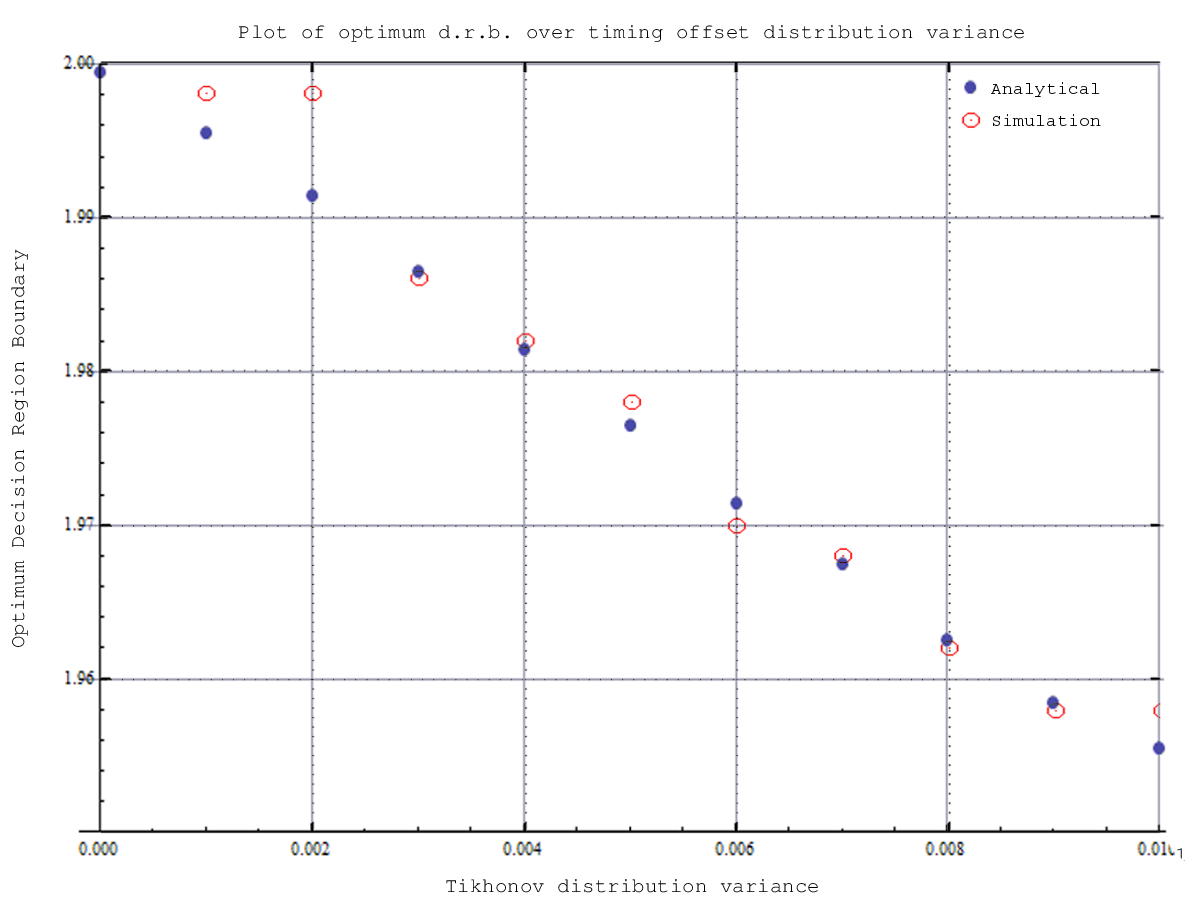 Plot of optimum d.r.b. over timing offset distribution variance
2.00
Analytical
Simulation
1.99
1.98
1.97
1.96
Optimum Decision Region Boundary
0.000 0.002 0.004 0.006 0.008
Tikhonov distribution variance